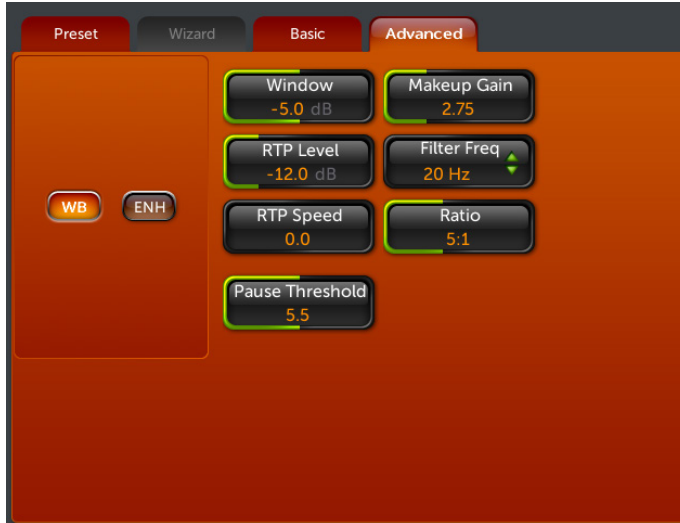 Preset Wizard Basic Advanced
Window Makeup Gain
-5.0 dB 2.75
RTP Level Filter Freq
-12.0 dB 20 Hz
WB ENH
RTP Speed Ratio
0.0 5:1
Pause Threshold
5.5